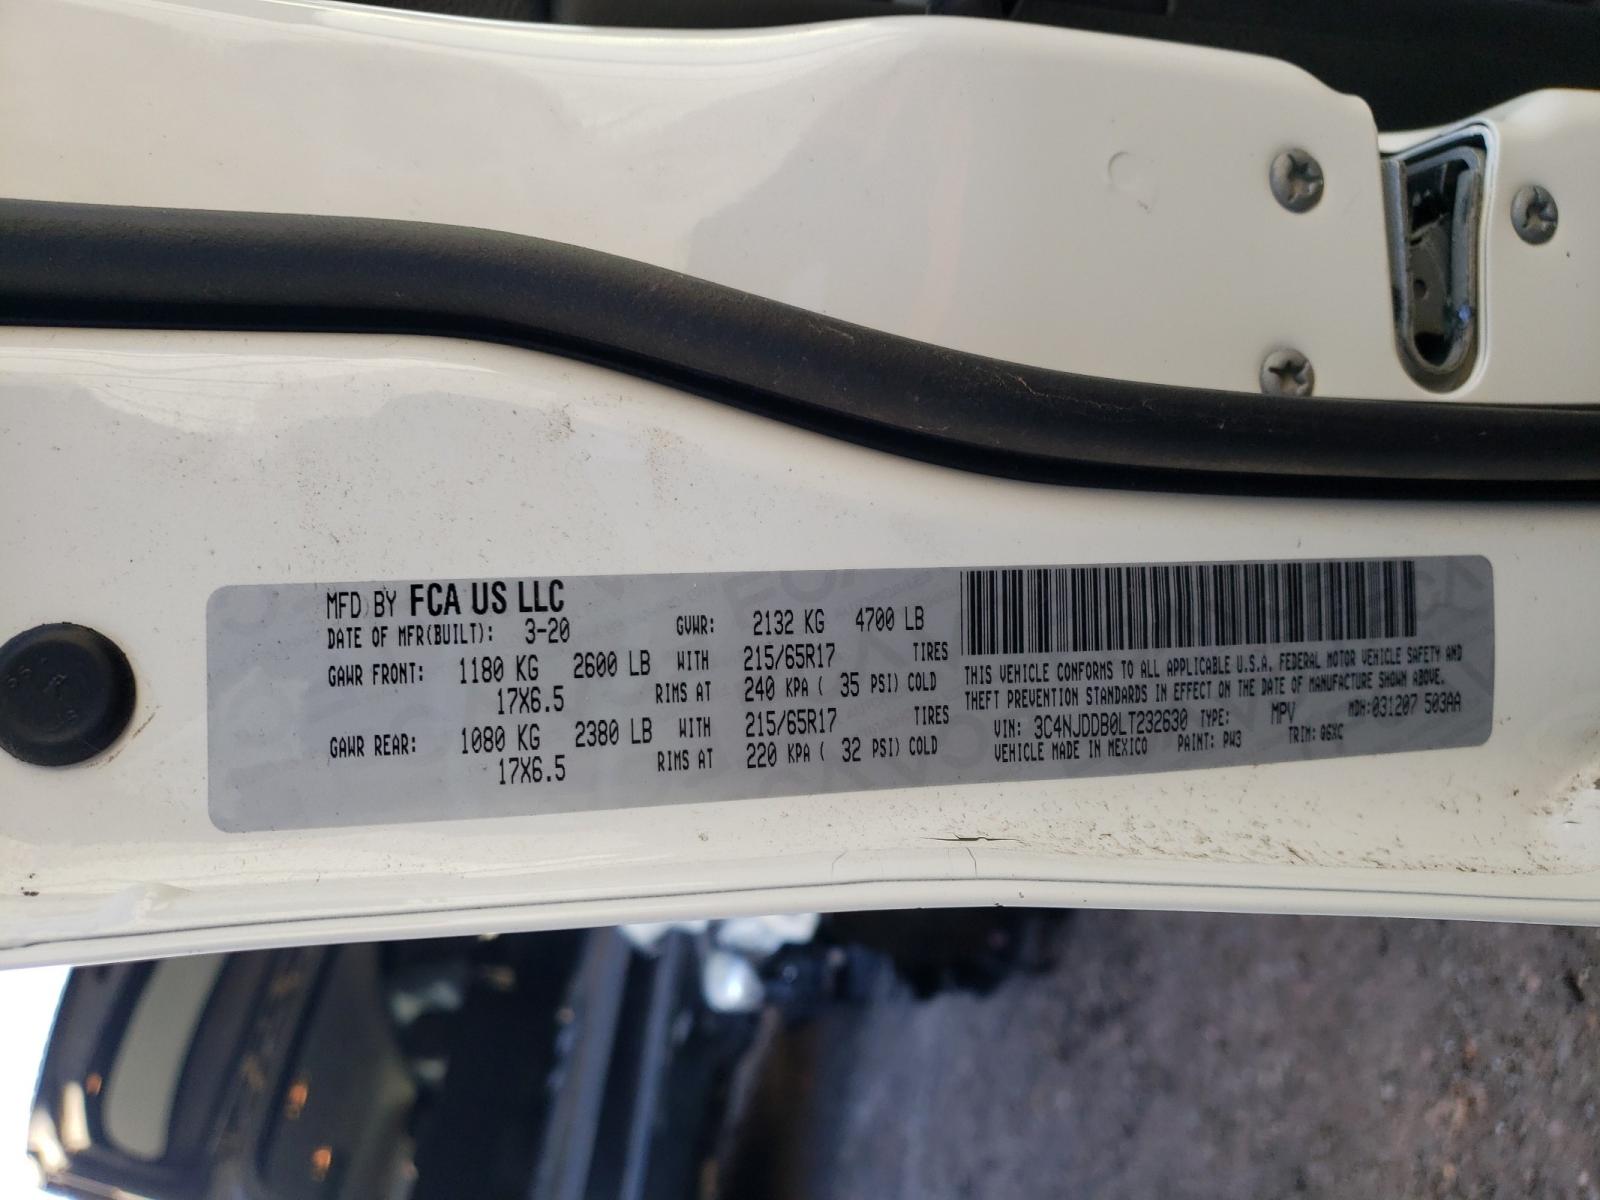 MFD BY FCA US LLC
DATE OF MFR(BUILT): 3-20 GVWR: 2132 KG 4700 LB
GAWR FRONT: 1180 KG 2600 LB WITH 215/65R17 TIRES
17X6.5 RIMS AT 240 KPA ( 35 PSI) COLD
GAWR REAR: 1080 KG 2380 LB WITH 215/65R17 TIRES
17X6.5 RIMS AT 220 KPA ( 32 PSI) COLD
THIS VEHICLE CONFORMS TO ALL APPLICABLE U.S.A. FEDERAL MOTOR VEHICLE SAFETY AND
THEFT PREVENTION STANDARDS IN EFFECT ON THE DATE OF MANUFACTURE SHOWN ABOVE.
VIN: 3C4NJDDB0LT232630 TYPE: MPV MDH:031207 503AA
VEHICLE MADE IN MEXICO PAINT: PW3 TRIM: